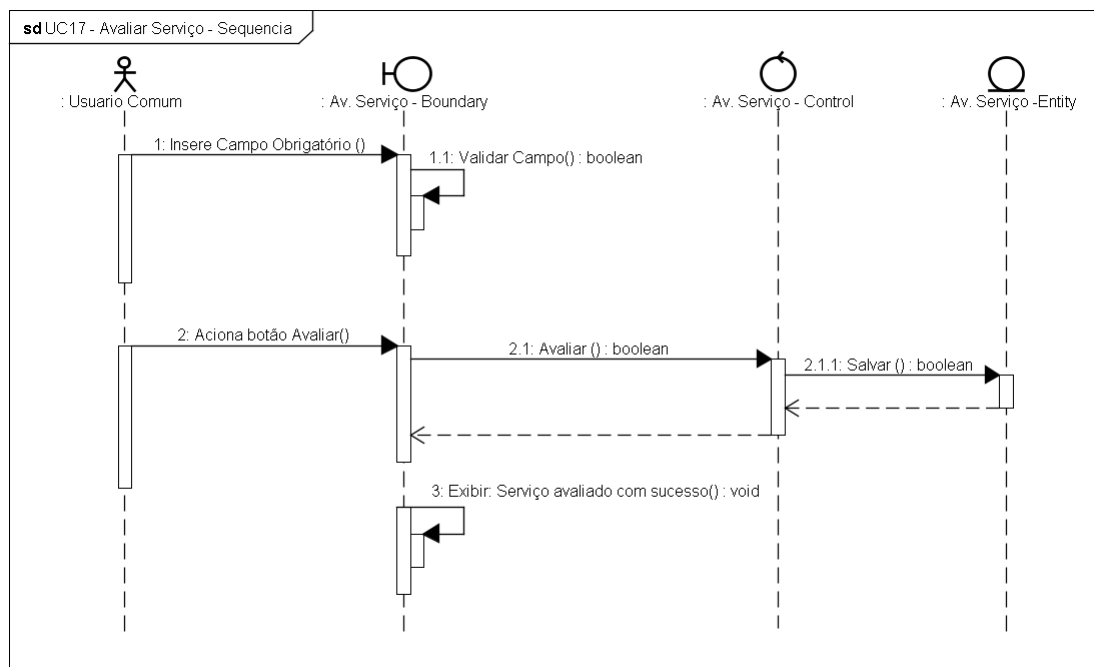 sd UC17 - Avaliar Serviço - Sequencia
: Usuario Comum
: Av. Serviço - Boundary
: Av. Serviço - Control
: Av. Serviço -Entity
1: Insere Campo Obrigatório ()
1.1: Validar Campo() : boolean
2: Aciona botão Avaliar()
2.1: Avaliar () : boolean
2.1.1: Salvar () : boolean
3: Exibir: Serviço avaliado com sucesso() : void